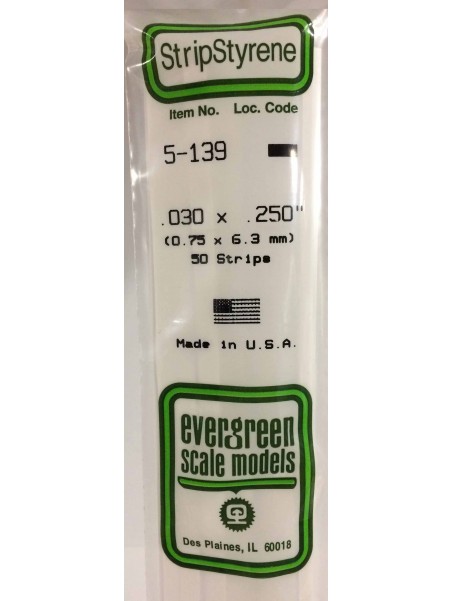 StripStyrene
Item No. Loc. Code
5-139
.030 x .250"
(0.75 x 6.3 mm)
50 Strips
Made in U.S.A.
evergreen
scale models
Des Plaines, IL 60018